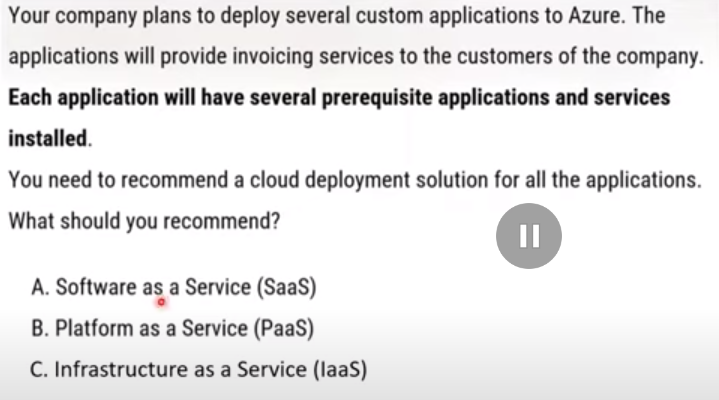 Your company plans to deploy several custom applications to Azure. The
applications will provide invoicing services to the customers of the company.
Each application will have several prerequisite applications and services
installed.
You need to recommend a cloud deployment solution for all the applications.
What should you recommend?
A. Software as a Service (SaaS)
B. Platform as a Service (PaaS)
C. Infrastructure as a Service (IaaS)